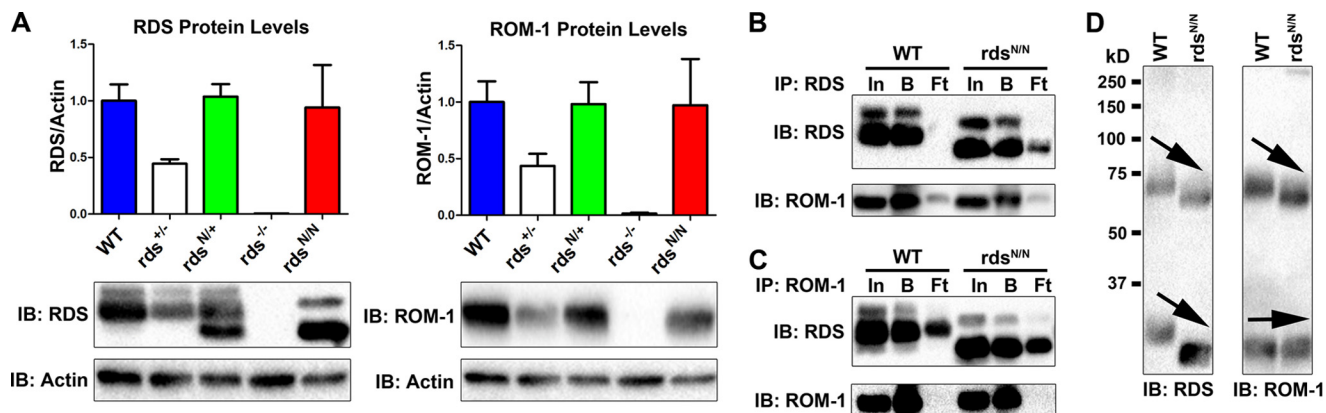 A
RDS Protein Levels
RDS/Actin
1.5
1.0
0.5
0.0
WT
rds+/-
rdsN/+
rds-/-
rdsN/N
IB: RDS
IB: Actin
ROM-1 Protein Levels
ROM-1/Actin
1.5
1.0
0.5
0.0
WT
rds+/-
rdsN/+
rds-/-
rdsN/N
IB: ROM-1
IB: Actin
B
WT rdsN/N
IP: RDS In B Ft In B Ft
IB: RDS
IB: ROM-1
C
WT rdsN/N
IP: ROM-1 In B Ft In B Ft
IB: RDS
IB: ROM-1
D
kD WT rdsN/N WT rdsN/N
250
150
100
75
50
37
IB: RDS IB: ROM-1